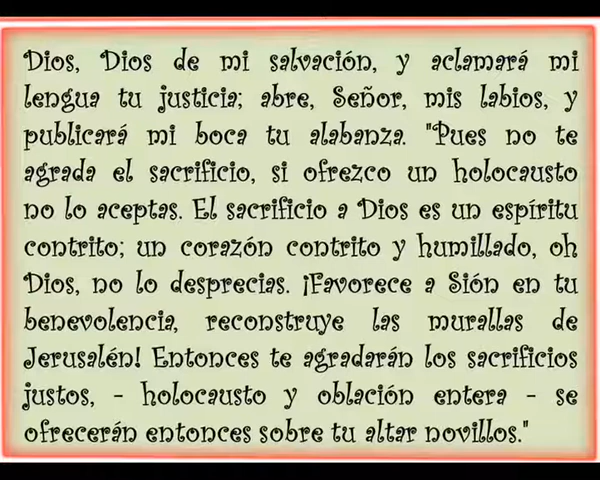 Dios, Dios de mi salvación, y aclamará mi
lengua tu justicia; abre, Señor, mis labios, y
publicará mi boca tu alabanza. "Pues no te
agrada el sacrificio, si ofrezco un holocausto
no lo aceptas. El sacrificio a Dios es un espíritu
contrito; un corazón contrito y humillado, oh
Dios, no lo desprecias. ¡Favorece a Sión en tu
benevolencia, reconstruye las murallas de
Jerusalén! Entonces te agradarán los sacrificios
justos, - holocausto y oblación entera - se
ofrecerán entonces sobre tu altar novillos."